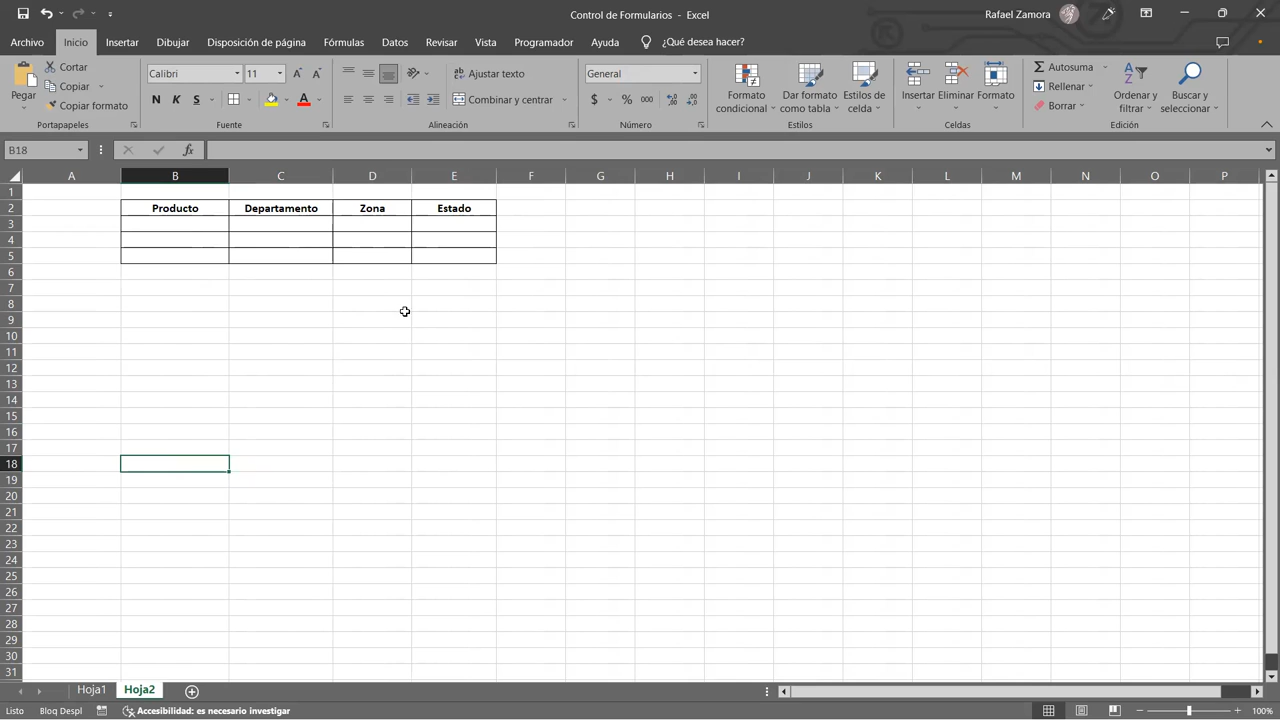 Control de Formularios - Excel
Rafael Zamora
Archivo Inicio Insertar Dibujar Disposición de página Fórmulas Datos Revisar Vista Programador Ayuda ¿Qué desea hacer?
Pegar
Cortar
Copiar
Copiar formato
Portapapeles
Calibri 11
N K S
Fuente
Ajustar texto
Combinar y centrar
Alineación
General
$ % 000
Número
Formato condicional
Dar formato como tabla
Estilos de celda
Estilos
Insertar Eliminar Formato
Celdas
Autosuma
Rellenar
Borrar
Ordenar y filtrar
Buscar y seleccionar
Edición
B18 fx
A B C D E F G H I J K L M N O P
1
2 Producto Departamento Zona Estado
3
4
5
6
7
8
9
10
11
12
13
14
15
16
17
18
19
20
21
22
23
24
25
26
27
28
29
30
31
Hoja1 Hoja2
Listo Bloq Despl Accesibilidad: es necesario investigar 100%